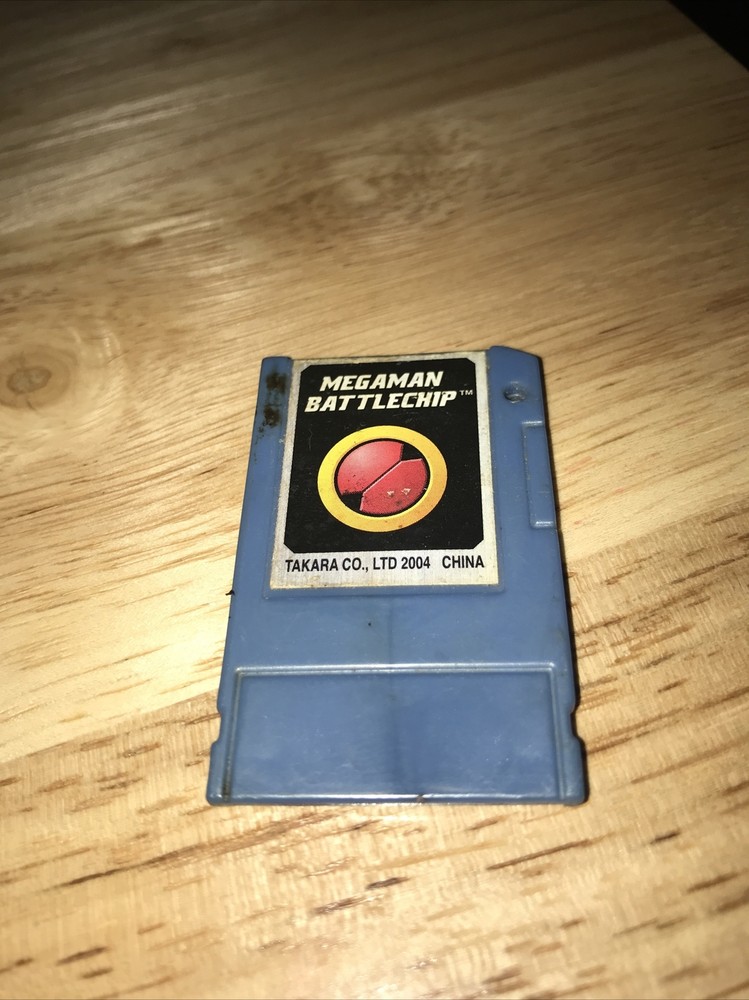 MEGAMAN
BATTLECHIP™
TAKARA CO., LTD 2004 CHINA